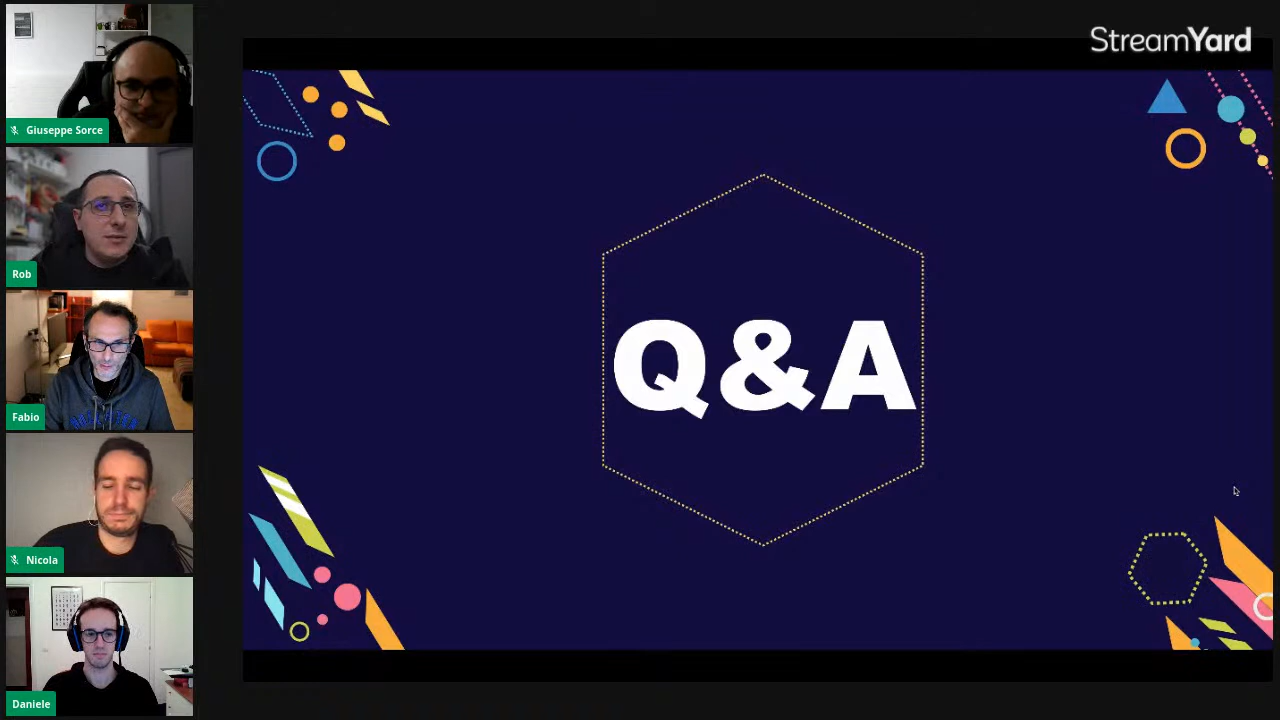 StreamYard
Giuseppe Sorce
Rob
Fabio
Nicola
Daniele
Q&A